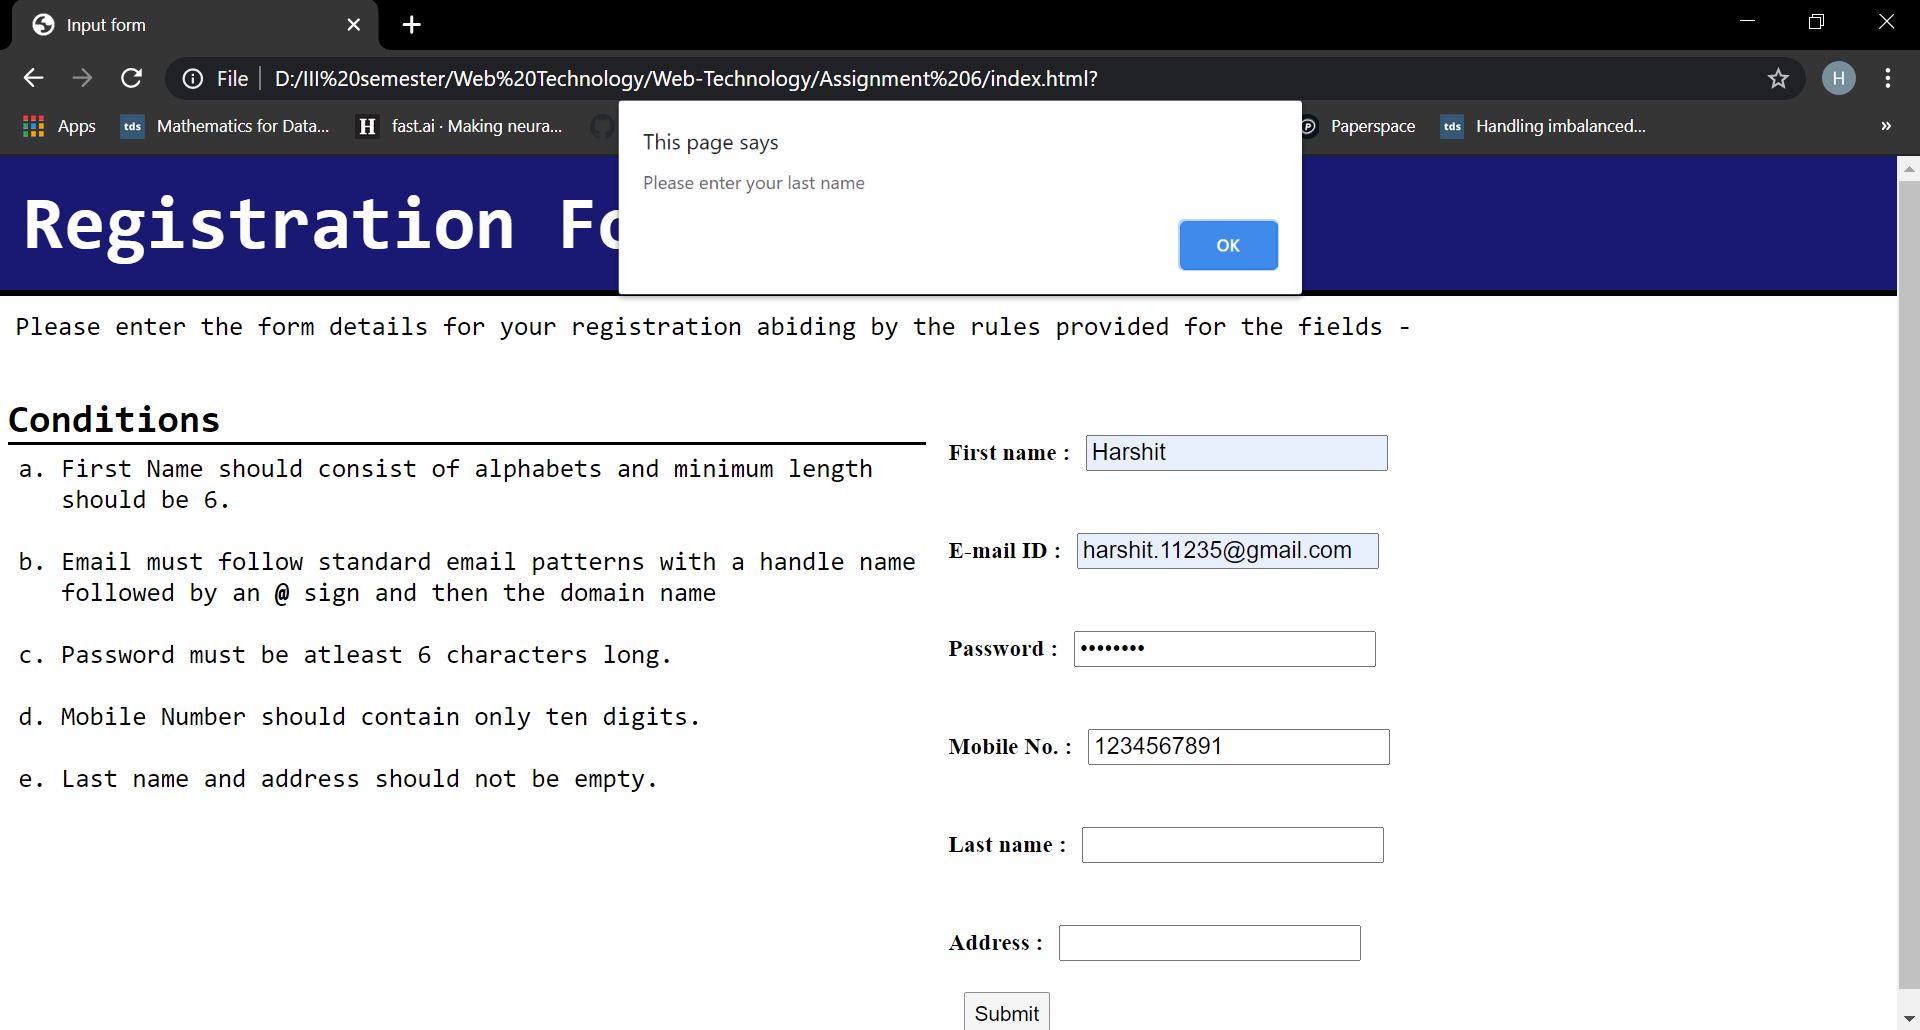 Input form
File
D:/III%20semester/Web%20Technology/Web-Technology/Assignment%206/index.html?
H
Apps
tds Mathematics for Data...
H fast.ai · Making neura...
Paperspace
tds Handling imbalanced...
»
This page says
Please enter your last name
OK
Registration
Please enter the form details for your registration abiding by the rules provided for the fields -
Conditions
a. First Name should consist of alphabets and minimum length
should be 6.
b. Email must follow standard email patterns with a handle name
followed by an @ sign and then the domain name
c. Password must be atleast 6 characters long.
d. Mobile Number should contain only ten digits.
e. Last name and address should not be empty.
First name : Harshit
E-mail ID : harshit.11235@gmail.com
Password : ••••••••
Mobile No. : 1234567891
Last name :
Address :
Submit